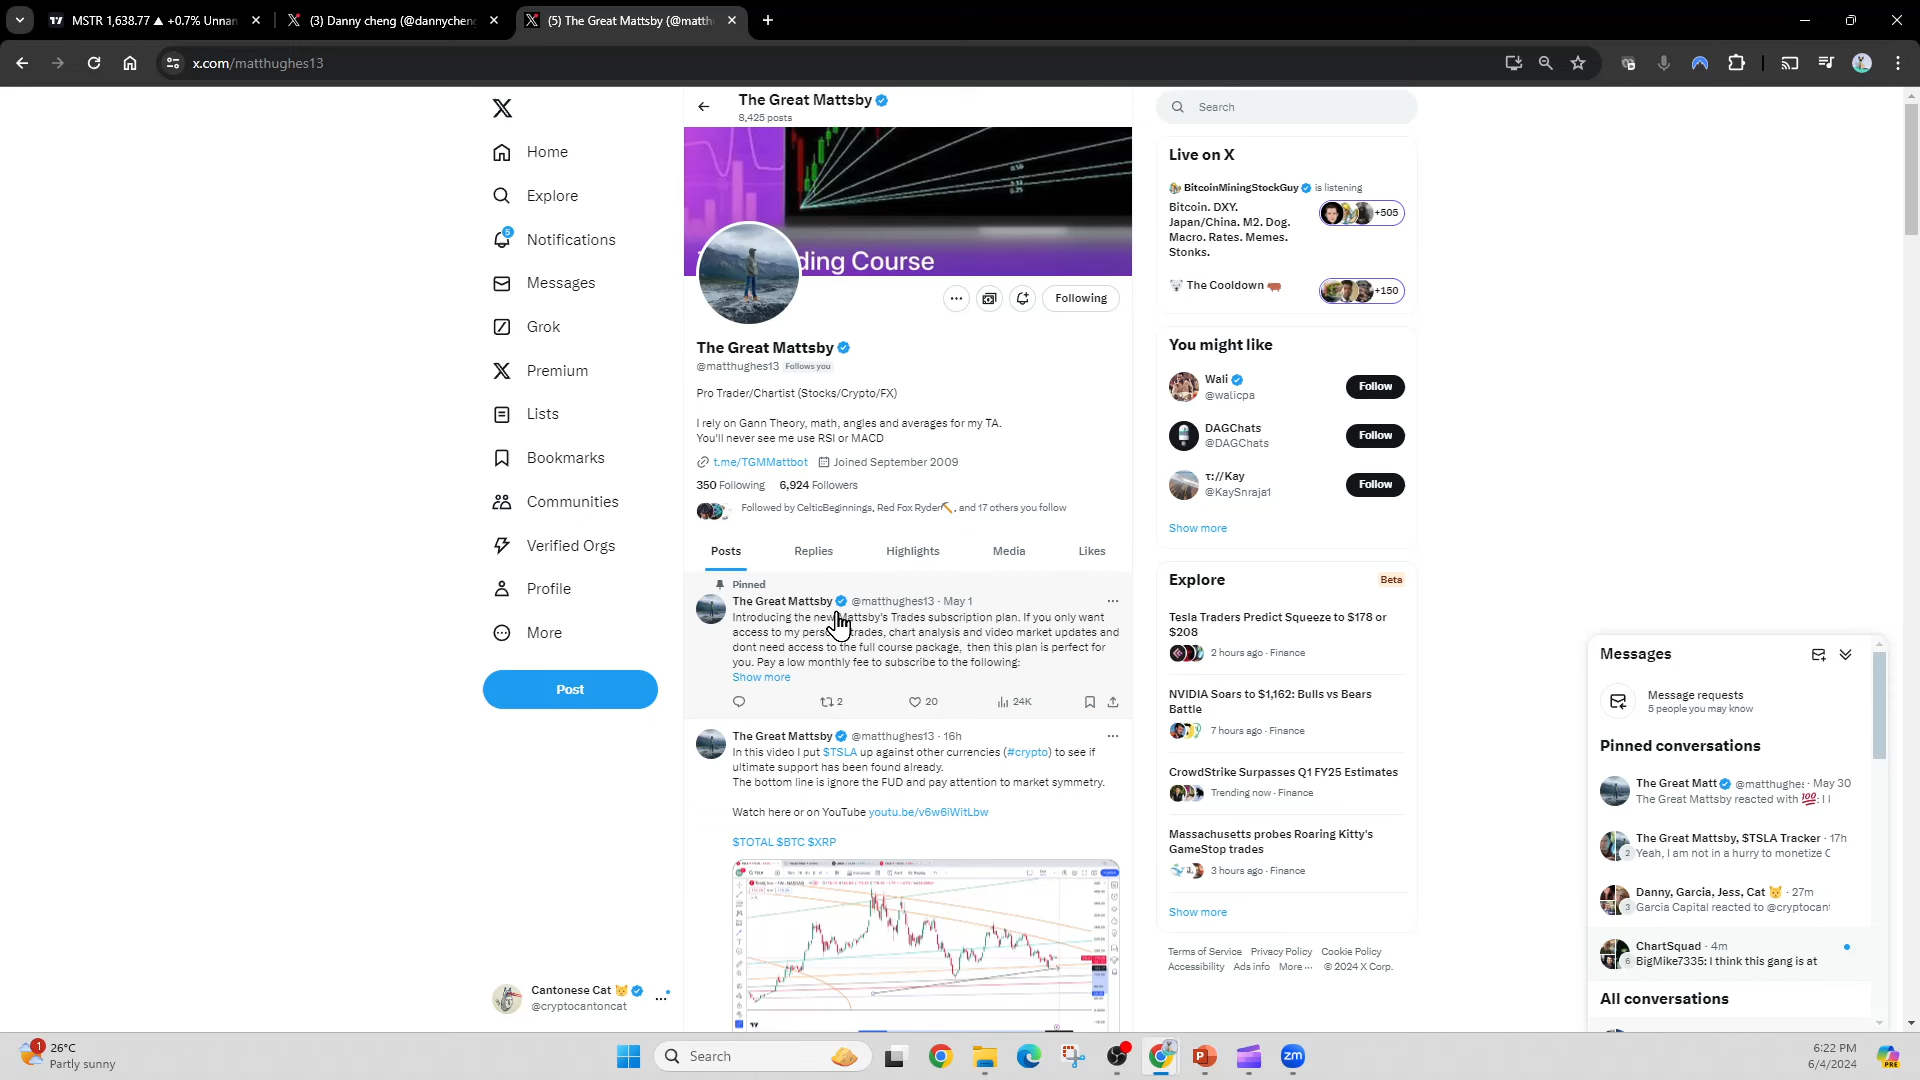 MSTR 1,638.77 ▲ +0.7% Unnan
(3) Danny cheng (@dannychen
(5) The Great Mattsby (@matth
x.com/matthughes13
The Great Mattsby
8,425 posts
ding Course
Following
The Great Mattsby
@matthughes13 Follows you
Pro Trader/Chartist (Stocks/Crypto/FX)
I rely on Gann Theory, math, angles and averages for my TA.
You'll never see me use RSI or MACD
t.me/TGMMattbot Joined September 2009
350 Following 6,924 Followers
Followed by CelticBeginnings, Red Fox Ryder⛏, and 17 others you follow
Posts Replies Highlights Media Likes
Pinned
The Great Mattsby @matthughes13 · May 1
Introducing the new Mattsby's Trades subscription plan. If you only want
access to my personal trades, chart analysis and video market updates and
dont need access to the full course package, then this plan is perfect for
you. Pay a low monthly fee to subscribe to the following:
Show more
2 20 24K
The Great Mattsby @matthughes13 · 16h
In this video I put $TSLA up against other currencies (#crypto) to see if
ultimate support has been found already.
The bottom line is ignore the FUD and pay attention to market symmetry.
Watch here or on YouTube youtu.be/v6w6iWitLbw
$TOTAL $BTC $XRP
Home
Explore
5
Notifications
Messages
Grok
Premium
Lists
Bookmarks
Communities
Verified Orgs
Profile
More
Post
Cantonese Cat 🐱
@cryptocantoncat
Search
Live on X
BitcoinMiningStockGuy is listening
Bitcoin. DXY.
Japan/China. M2. Dog.
Macro. Rates. Memes.
Stonks.
+505
🐻 The Cooldown 🐂
+150
You might like
Wali
@walicpa
Follow
DAGChats
@DAGChats
Follow
τ://Kay
@KaySnraja1
Follow
Show more
Explore Beta
Tesla Traders Predict Squeeze to $178 or
$208
2 hours ago · Finance
NVIDIA Soars to $1,162: Bulls vs Bears
Battle
7 hours ago · Finance
CrowdStrike Surpasses Q1 FY25 Estimates
Trending now · Finance
Massachusetts probes Roaring Kitty's
GameStop trades
3 hours ago · Finance
Show more
Terms of Service Privacy Policy Cookie Policy
Accessibility Ads info More ··· © 2024 X Corp.
Messages
Message requests
5 people you may know
Pinned conversations
The Great Matt @matthughes · May 30
The Great Mattsby reacted with 💯: I l
The Great Mattsby, $TSLA Tracker · 17h
2 Yeah, I am not in a hurry to monetize C
Danny, Garcia, Jess, Cat 🐱 · 27m
3 Garcia Capital reacted to @cryptocant
ChartSquad · 4m
6 BigMike7335: I think this gang is at
All conversations
1
26°C
Partly sunny
Search
zm
6:22 PM
6/4/2024
PRE